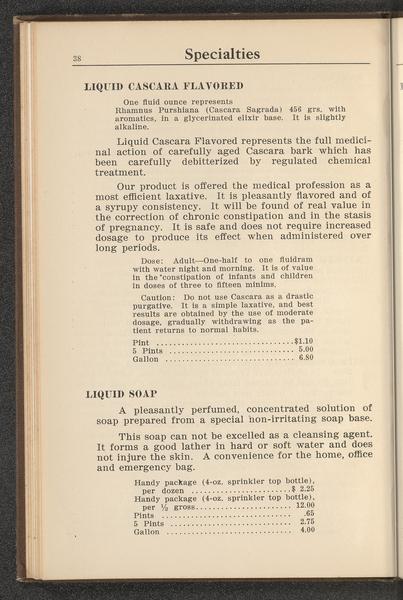 38
Specialties
LIQUID CASCARA FLAVORED
One fluid ounce represents
Rhamnus Purshiana (Cascara Sagrada) 456 grs. with
aromatics, in a glycerinated elixir base. It is slightly
alkaline.
Liquid Cascara Flavored represents the full medici-
nal action of carefully aged Cascara bark which has
been carefully debitterized by regulated chemical
treatment.
Our product is offered the medical profession as a
most efficient laxative. It is pleasantly flavored and of
a syrupy consistency. It will be found of real value in
the correction of chronic constipation and in the stasis
of pregnancy. It is safe and does not require increased
dosage to produce its effect when administered over
long periods.
Dose: Adult—One-half to one fluidram
with water night and morning. It is of value
in the constipation of infants and children
in doses of three to fifteen minims.
Caution: Do not use Cascara as a drastic
purgative. It is a simple laxative, and best
results are obtained by the use of moderate
dosage, gradually withdrawing as the pa-
tient returns to normal habits.
Pint ..............................$1.10
5 Pints ............................ 5.00
Gallon ............................. 6.80
LIQUID SOAP
A pleasantly perfumed, concentrated solution of
soap prepared from a special non-irritating soap base.
This soap can not be excelled as a cleansing agent.
It forms a good lather in hard or soft water and does
not injure the skin. A convenience for the home, office
and emergency bag.
Handy package (4-oz. sprinkler top bottle),
per dozen ......................$ 2.25
Handy package (4-oz. sprinkler top bottle),
per ½ gross..................... 12.00
Pints ............................. .65
5 Pints ........................... 2.75
Gallon ............................ 4.00